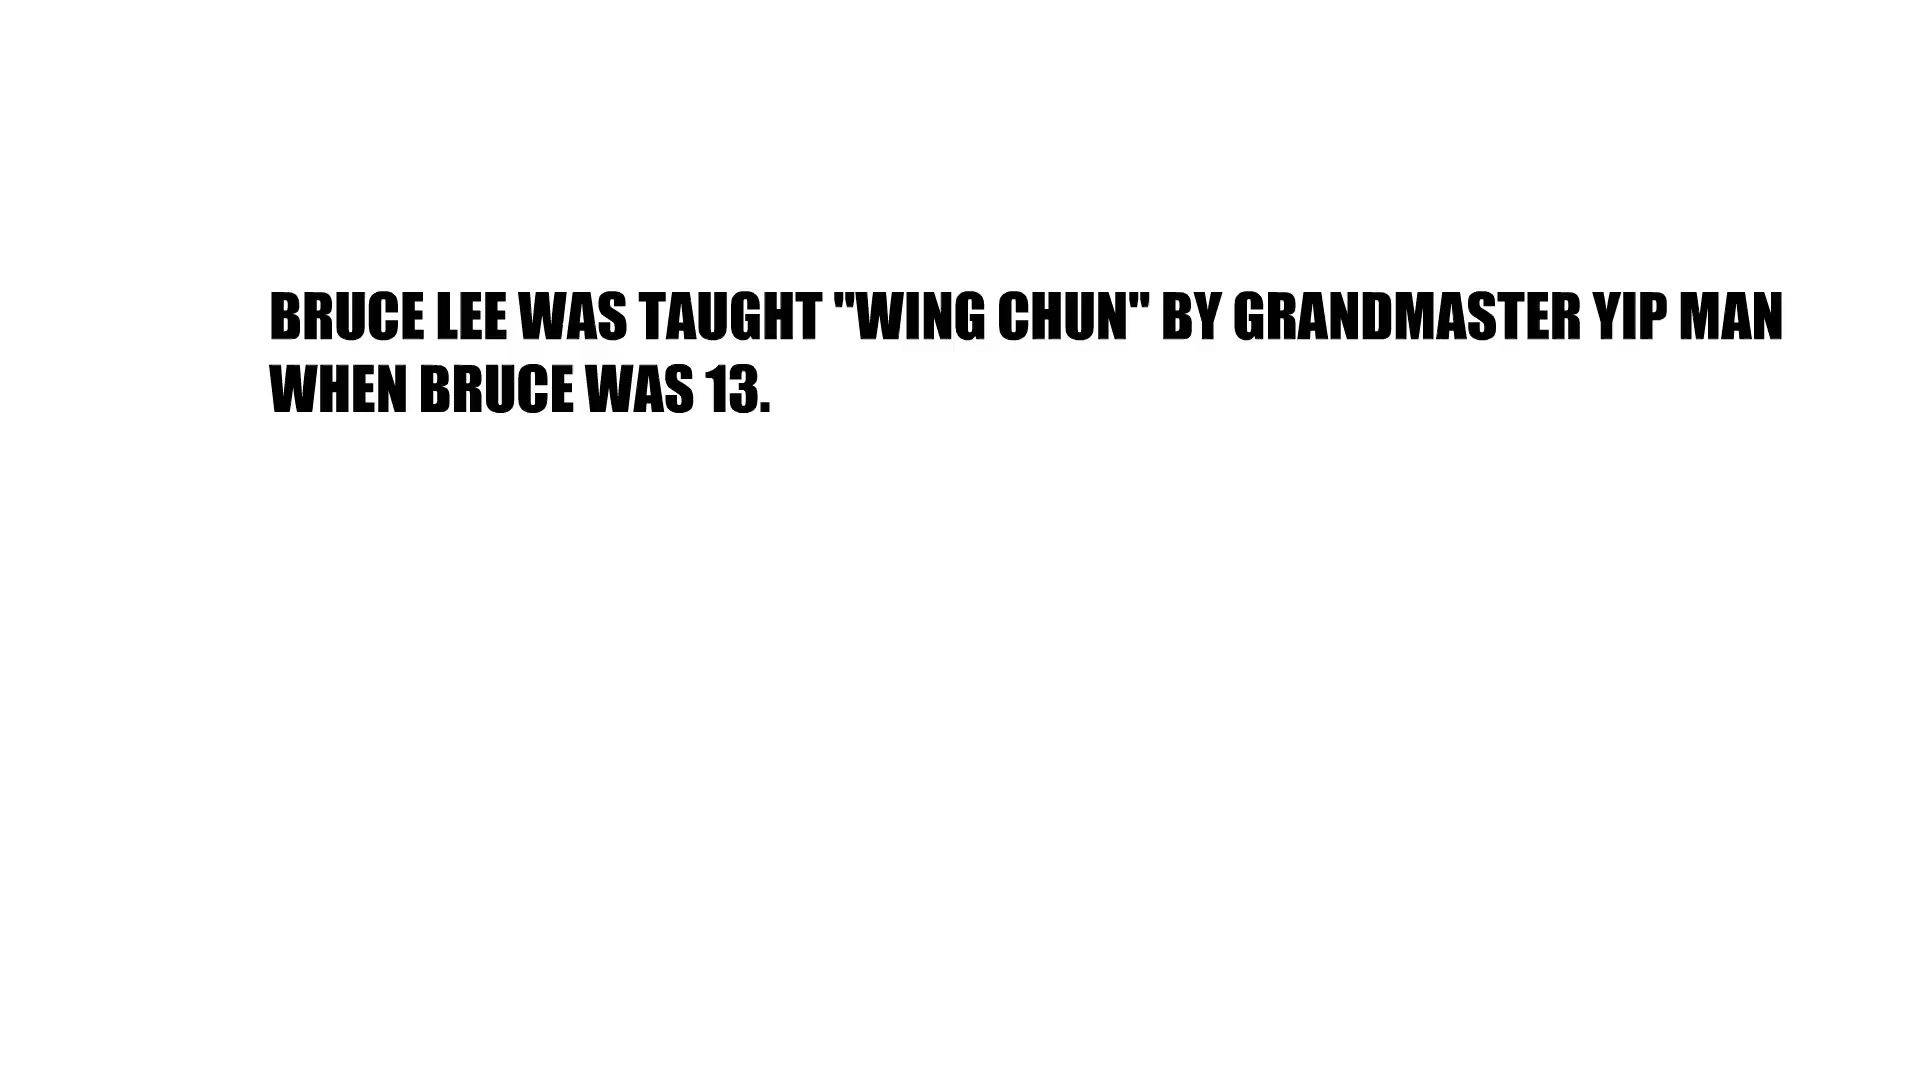 BRUCE LEE WAS TAUGHT "WING CHUN" BY GRANDMASTER YIP MAN
WHEN BRUCE WAS 13.